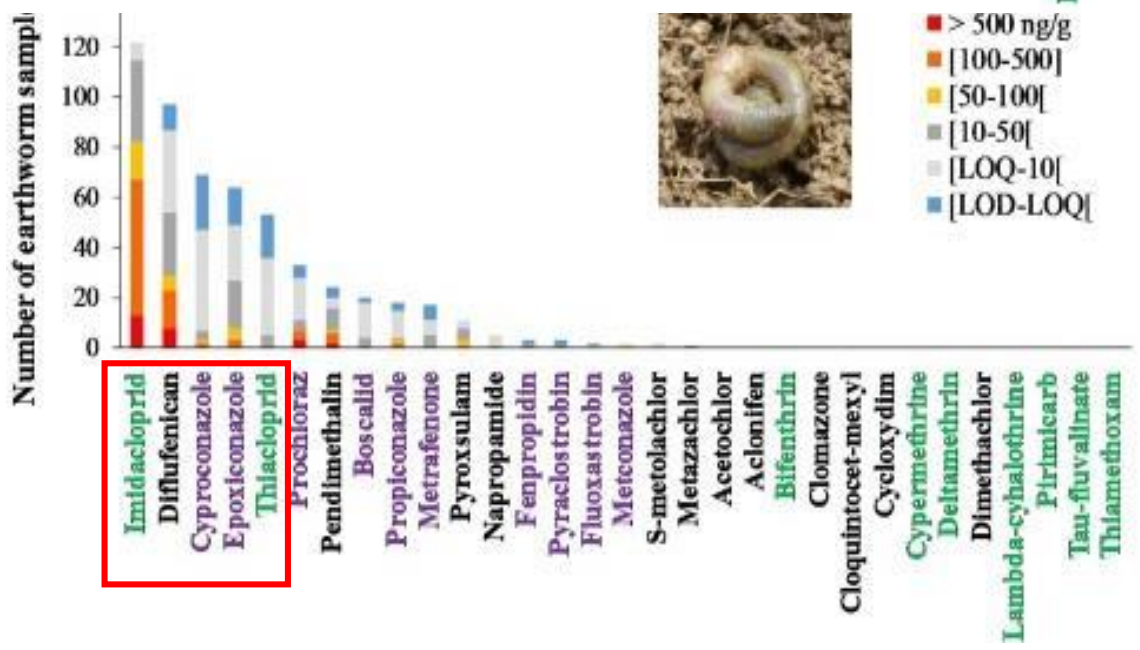 Number of earthworm sampl
120
100
80
60
40
20
0
> 500 ng/g
[100-500]
[50-100[
[10-50[
[LOQ-10[
[LOD-LOQ[
Imidacloprid
Diflufenican
Cyproconazole
Epoxiconazole
Thiacloprid
Prochloraz
Pendimethalin
Boscalid
Propiconazole
Metrafenone
Pyroxsulam
Napropamide
Fenpropidin
Pyraclostrobin
Fluoxastrobin
Metconazole
S-metolachlor
Metazachlor
Acetochlor
Aclonifen
Bifenthrin
Clomazone
Cloquintocet-mexyl
Cycloxydim
Cypermethrine
Deltamethrin
Dimethachlor
Lambda-cyhalothrine
Pirimicarb
Tau-fluvalinate
Thiamethoxam